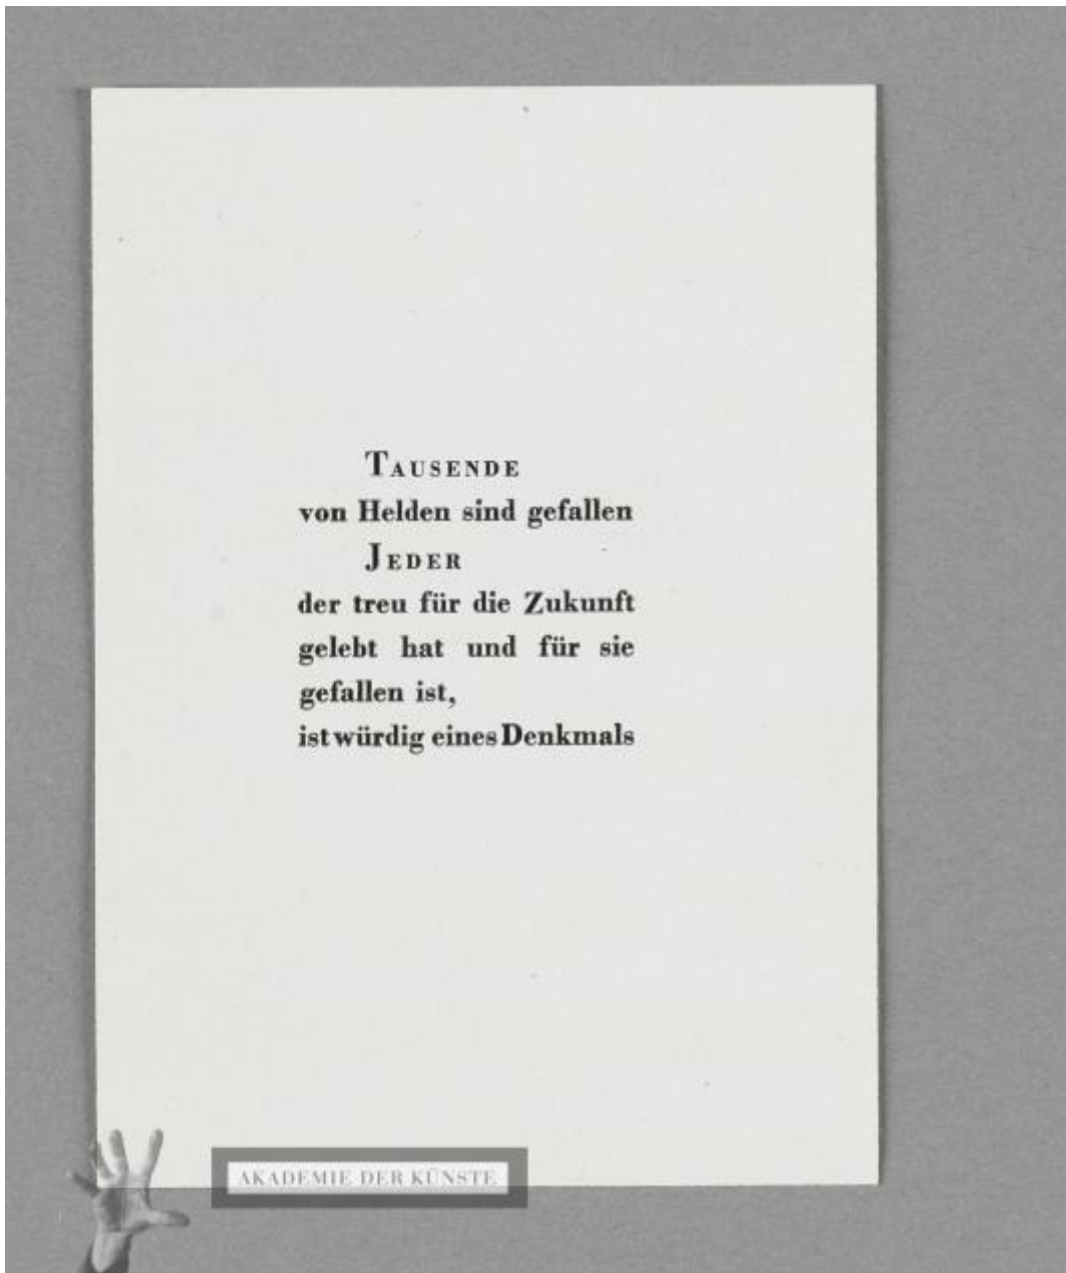 TAUSENDE
von Helden sind gefallen
JEDER
der treu für die Zukunft
gelebt hat und für sie
gefallen ist,
ist würdig eines Denkmals
AKADEMIE DER KÜNSTE